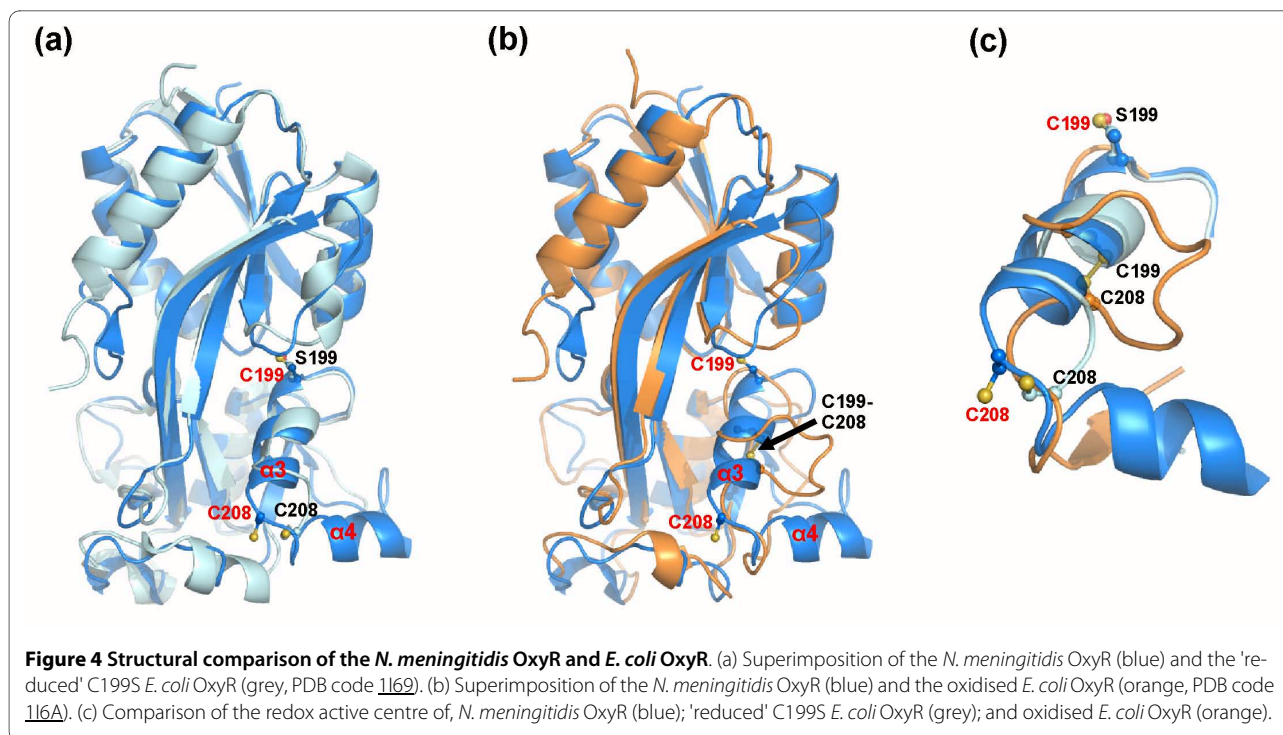 (a)
(b)
(c)
S199
C199
α3
C208
C208
α4
C199
C199-
C208
α3
C208
α4
C199
S199
C199
C208
C208
C208
Figure 4 Structural comparison of the N. meningitidis OxyR and E. coli OxyR. (a) Superimposition of the N. meningitidis OxyR (blue) and the 're-
duced' C199S E. coli OxyR (grey, PDB code 1I69). (b) Superimposition of the N. meningitidis OxyR (blue) and the oxidised E. coli OxyR (orange, PDB code
1I6A). (c) Comparison of the redox active centre of, N. meningitidis OxyR (blue); 'reduced' C199S E. coli OxyR (grey); and oxidised E. coli OxyR (orange).